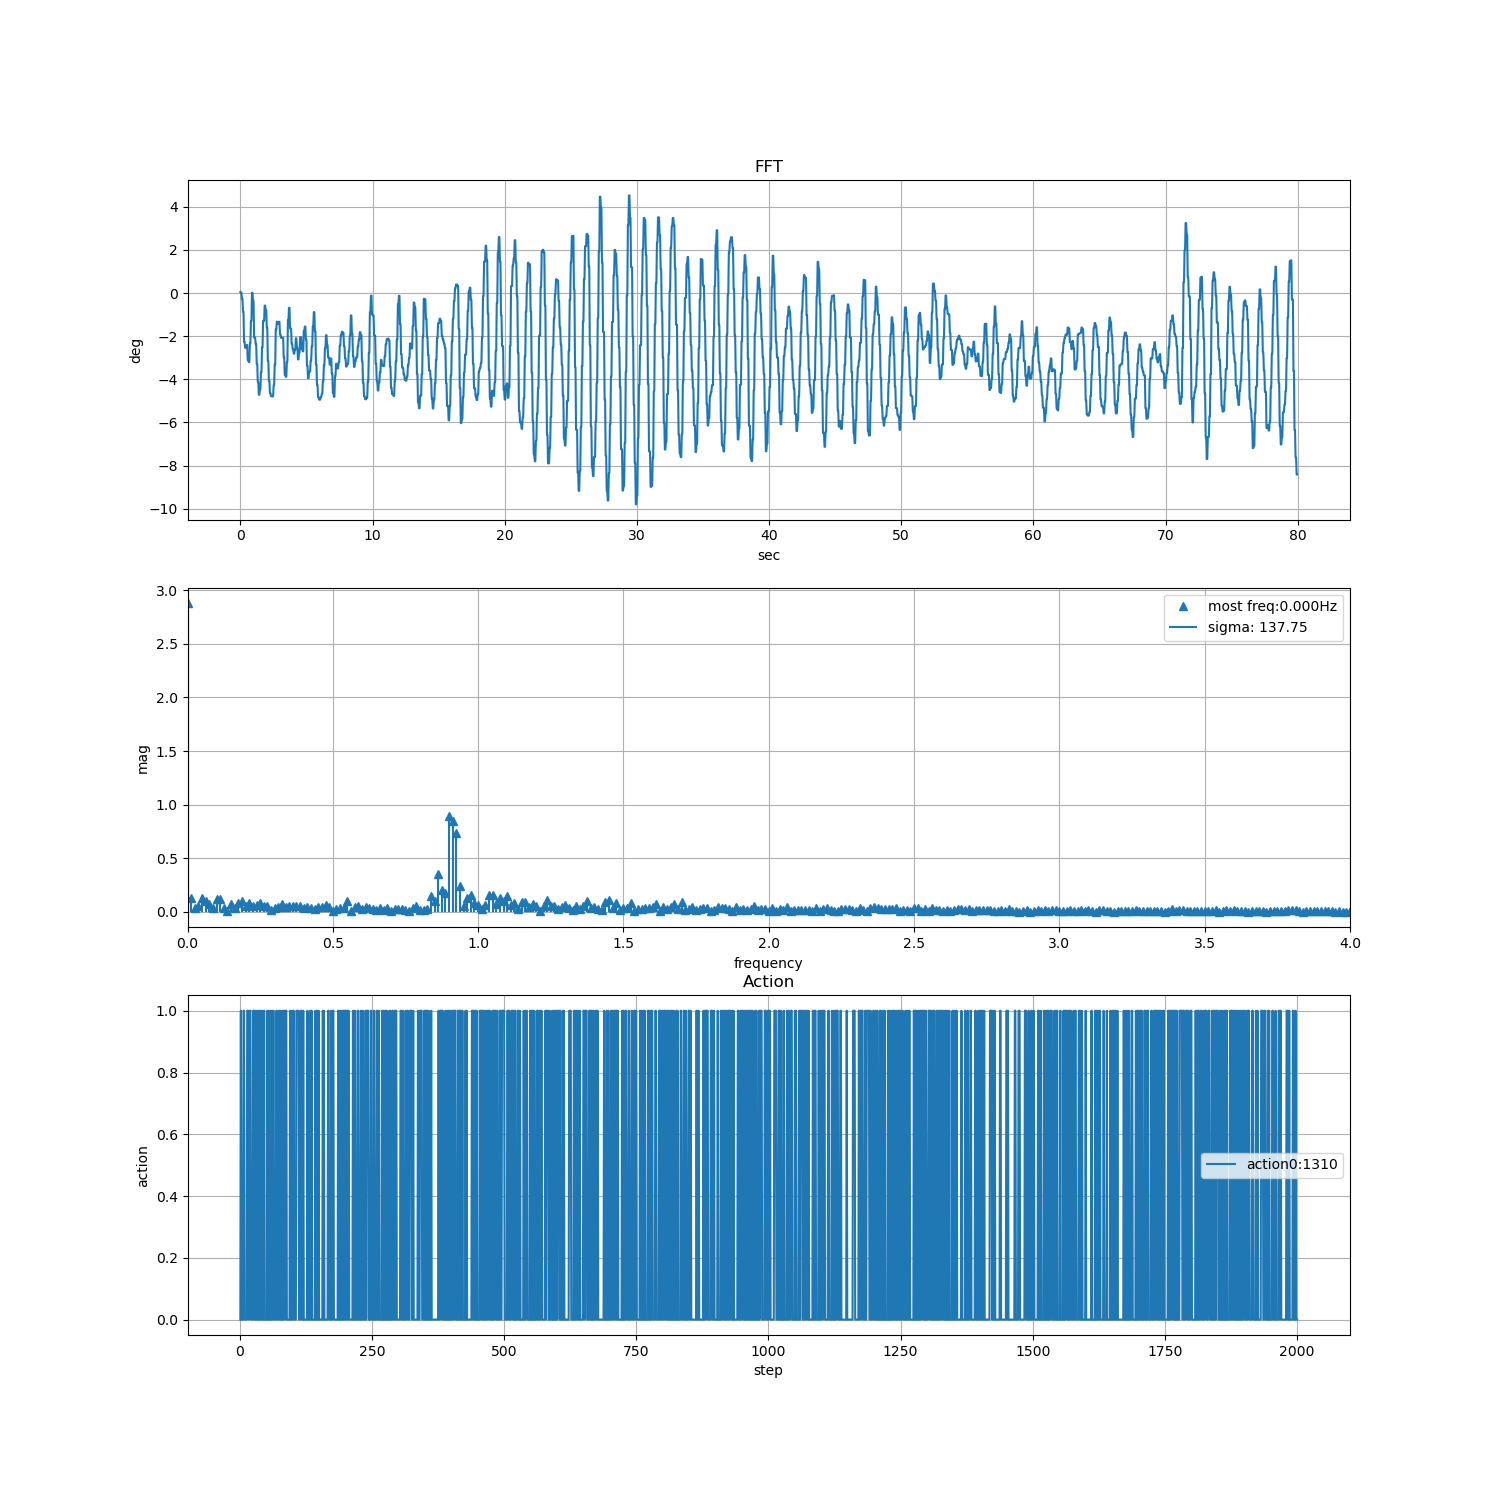 FFT
4
2
0
−2
−4
−6
−8
−10
deg
0 10 20 30 40 50 60 70 80
sec
3.0
2.5
2.0
1.5
1.0
0.5
0.0
mag
most freq:0.000Hz
sigma: 137.75
0.0 0.5 1.0 1.5 2.0 2.5 3.0 3.5 4.0
frequency
Action
1.0
0.8
0.6
0.4
0.2
0.0
action
action0:1310
0 250 500 750 1000 1250 1500 1750 2000
step